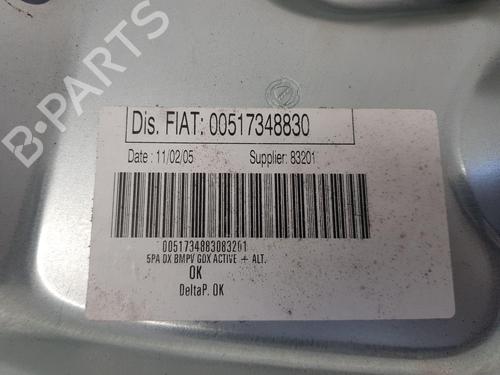 B-PARTS
Dis. FIAT: 00517348830
Date : 11/02/05 Supplier: 83201
0051734883083201
5PA DX BMPV GDX ACTIVE + ALT.
OK
DeltaP. OK